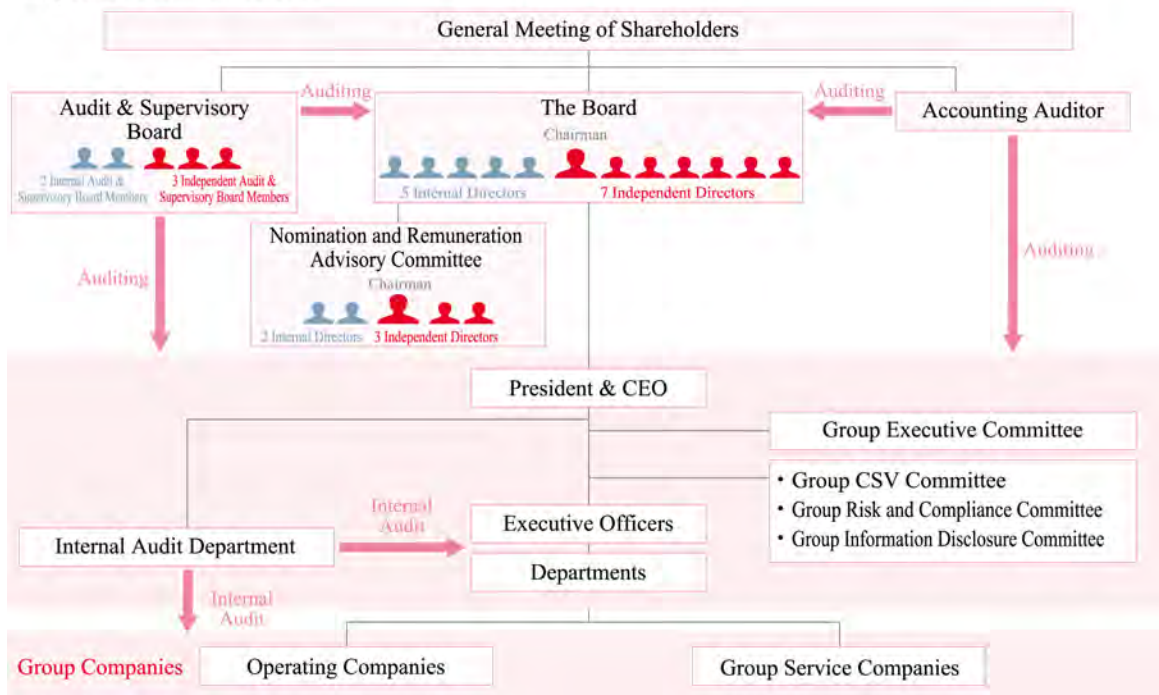 General Meeting of Shareholders
Auditing
Auditing
Audit & Supervisory
Board
2 Internal Audit &
Supervisory Board Members
3 Independent Audit &
Supervisory Board Members
The Board
Chairman
5 Internal Directors
7 Independent Directors
Accounting Auditor
Auditing
Auditing
Nomination and Remuneration
Advisory Committee
Chairman
2 Internal Directors
3 Independent Directors
President & CEO
Group Executive Committee
・Group CSV Committee
・Group Risk and Compliance Committee
・Group Information Disclosure Committee
Internal Audit Department
Internal
Audit
Executive Officers
Departments
Internal
Audit
Group Companies
Operating Companies
Group Service Companies